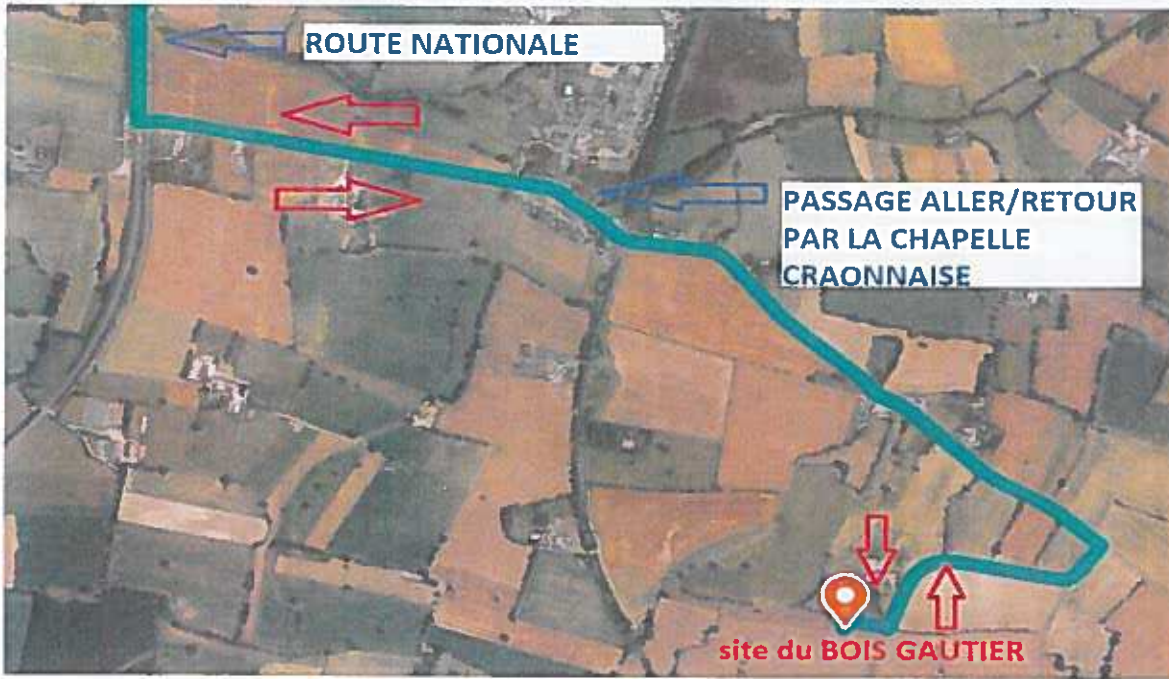 ROUTE NATIONALE
PASSAGE ALLER/RETOUR
PAR LA CHAPELLE
CRAONNAISE
site du BOIS GAUTIER